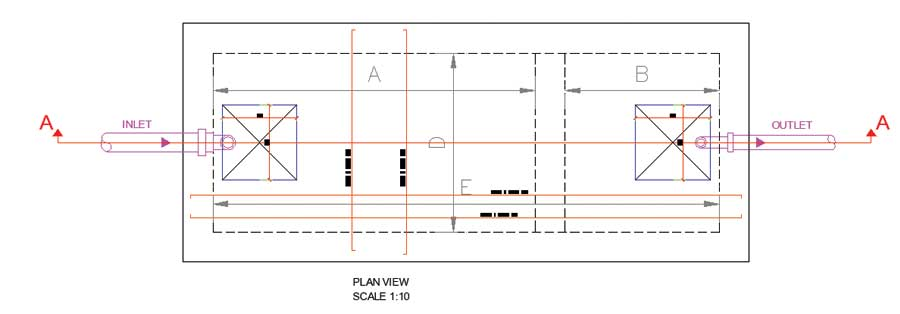 A
B
A
INLET
OUTLET
A
D
E
PLAN VIEW
SCALE 1:10